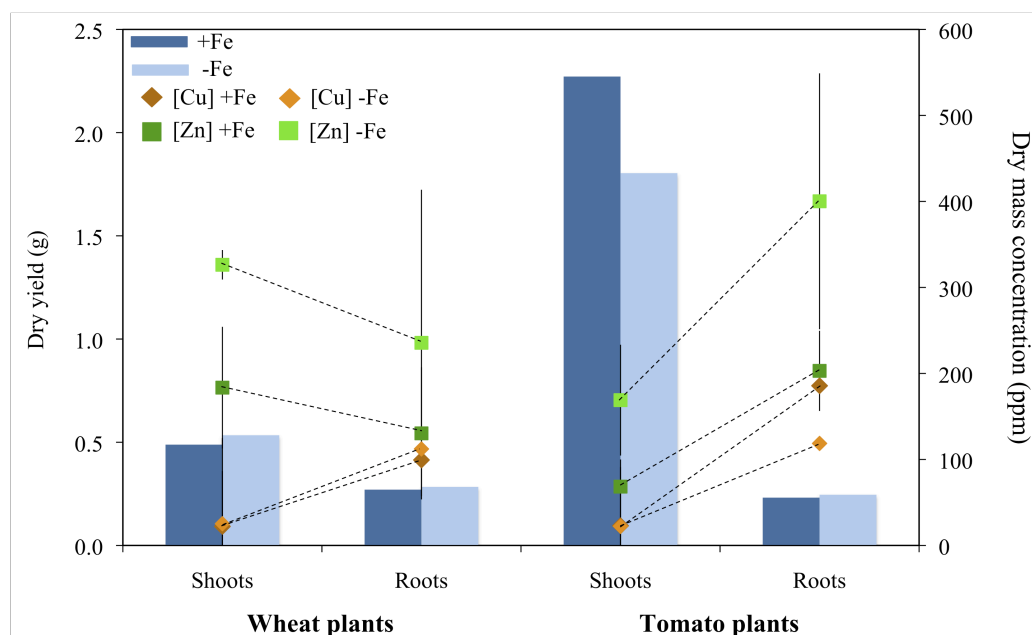 +Fe
-Fe
[Cu] +Fe [Cu] -Fe
[Zn] +Fe [Zn] -Fe
Dry yield (g)
2.5
2.0
1.5
1.0
0.5
0.0
Dry mass concentration (ppm)
600
500
400
300
200
100
0
Shoots Roots Shoots Roots
Wheat plants Tomato plants